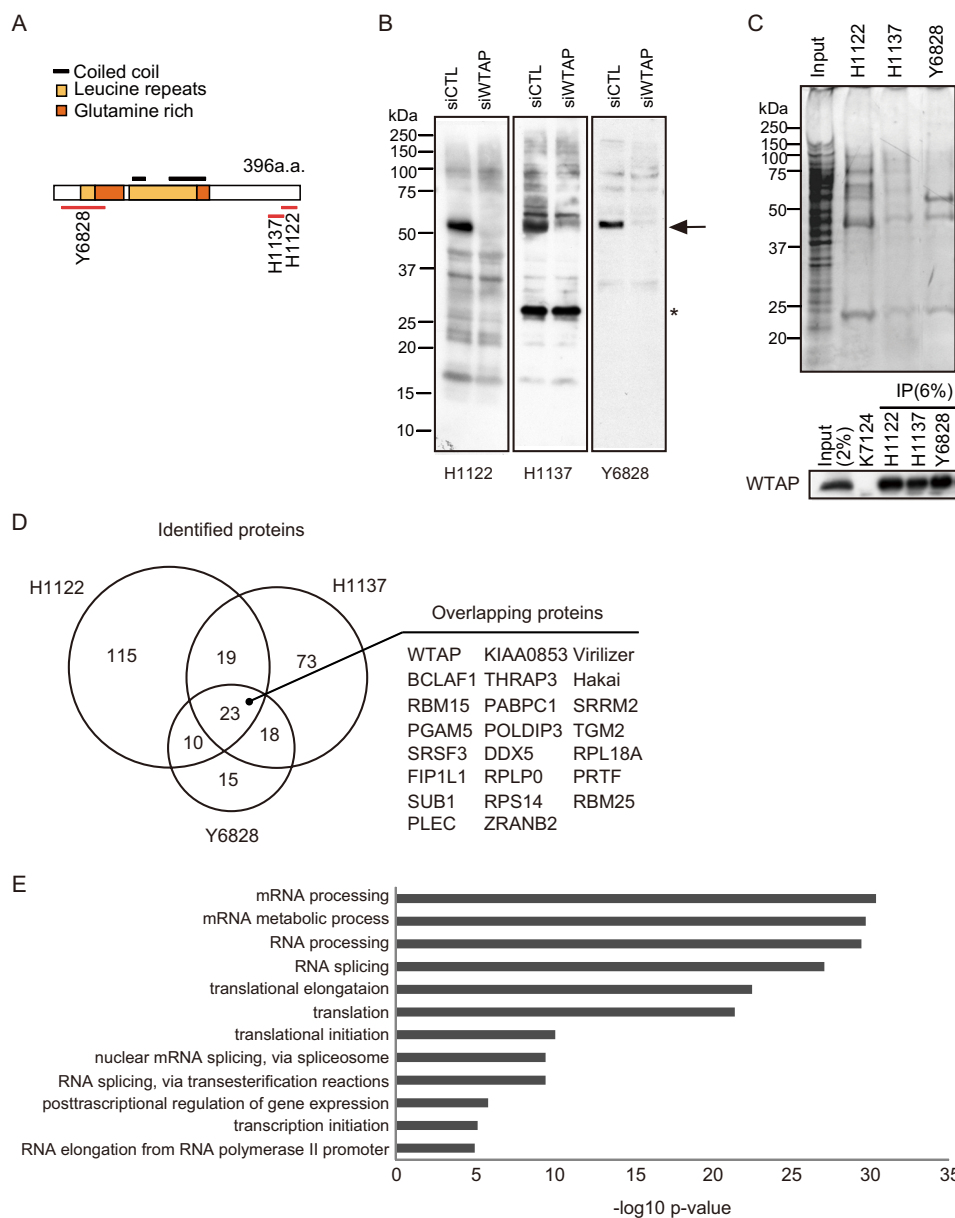 A
Coiled coil
Leucine repeats
Glutamine rich
396a.a.
Y6828
H1137
H1122
B
siCTL
siWTAP
siCTL
siWTAP
siCTL
siWTAP
kDa
250
150
100
75
50
37
25
20
15
10
*
H1122
H1137
Y6828
C
Input
H1122
H1137
Y6828
kDa
250
150
100
75
50
37
25
20
IP(6%)
Input
(2%)
K7124
H1122
H1137
Y6828
WTAP
D
Identified proteins
H1122
H1137
Y6828
115
19
73
23
10
18
15
Overlapping proteins
WTAP KIAA0853 Virilizer
BCLAF1 THRAP3 Hakai
RBM15 PABPC1 SRRM2
PGAM5 POLDIP3 TGM2
SRSF3 DDX5 RPL18A
FIP1L1 RPLP0 PRTF
SUB1 RPS14 RBM25
PLEC ZRANB2
E
mRNA processing
mRNA metabolic process
RNA processing
RNA splicing
translational elongataion
translation
translational initiation
nuclear mRNA splicing, via spliceosome
RNA splicing, via transesterification reactions
posttrascriptional regulation of gene expression
transcription initiation
RNA elongation from RNA polymerase II promoter
0 5 10 15 20 25 30 35
-log10 p-value